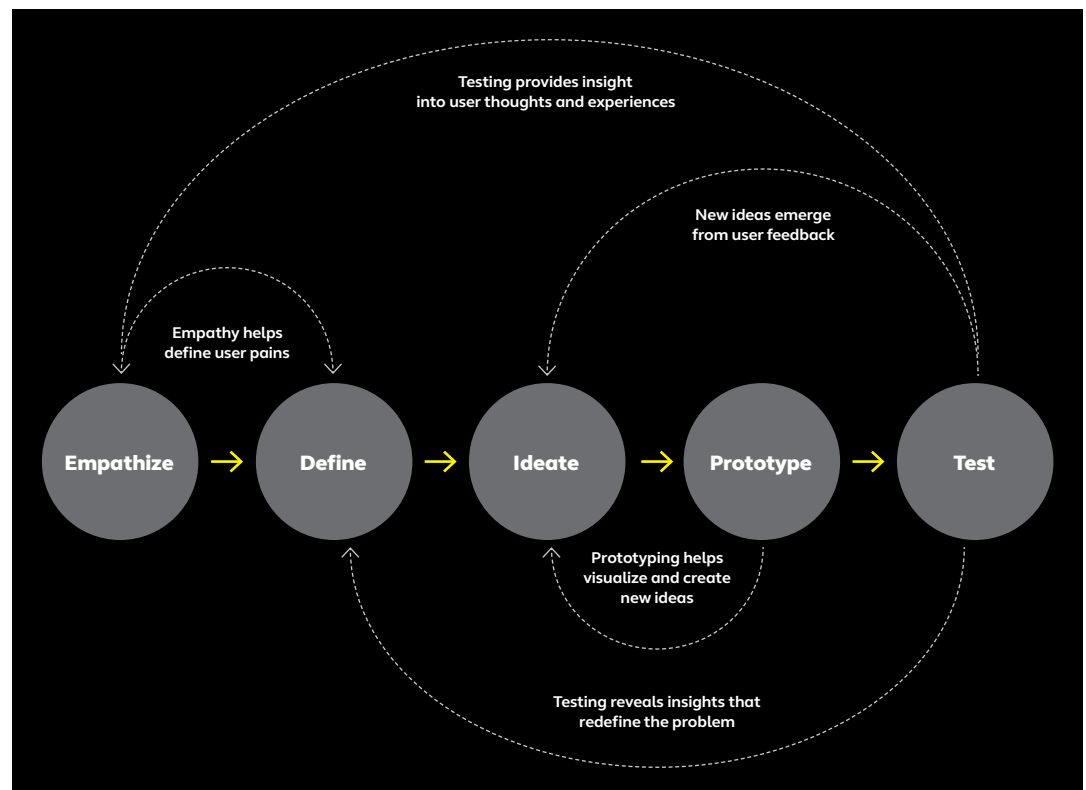 Testing provides insight
into user thoughts and experiences
New ideas emerge
from user feedback
Empathy helps
define user pains
Empathize
Define
Ideate
Prototype
Test
Prototyping helps
visualize and create
new ideas
Testing reveals insights that
redefine the problem